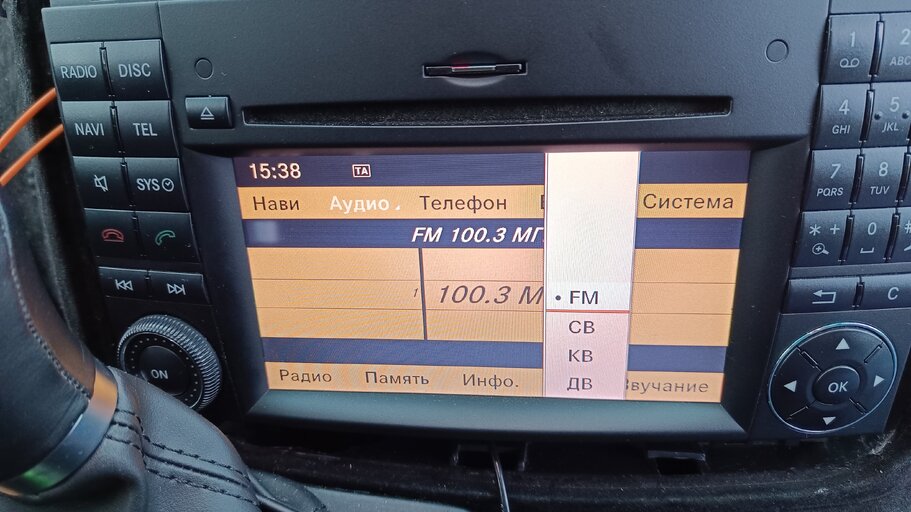 RADIO DISC
NAVI TEL
SYS
ON
15:38 TA
Нави Аудио Телефон Система
FM 100.3 МГ
1 100.3 М
• FM
СВ
КВ
ДВ
Радио Память Инфо. Звучание
1 2 ABC
4 GHI 5 JKL
7 PQRS 8 TUV
* + 0 #
C
OK